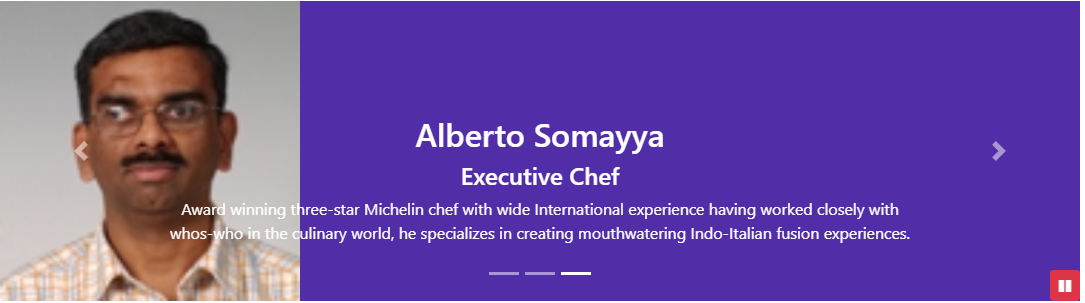 Alberto Somayya
Executive Chef
Award winning three-star Michelin chef with wide International experience having worked closely with
whos-who in the culinary world, he specializes in creating mouthwatering Indo-Italian fusion experiences.